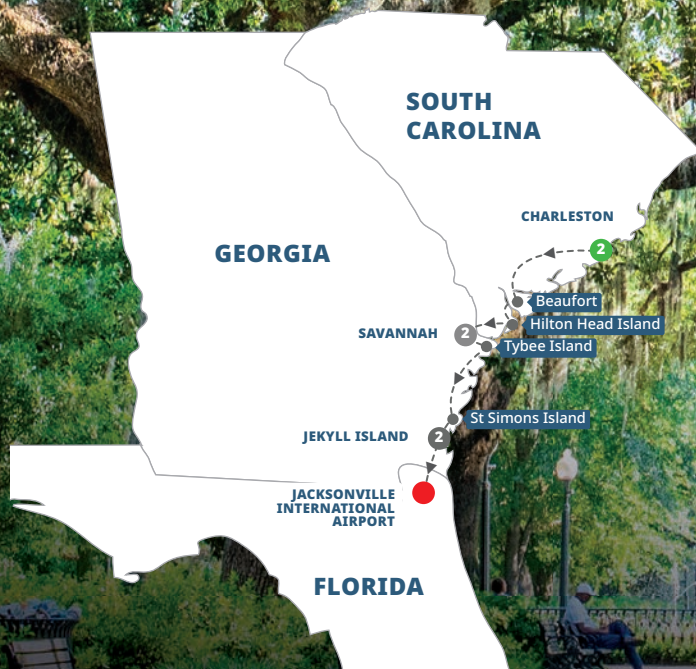 SOUTH
CAROLINA
CHARLESTON
2
GEORGIA
Beaufort
Hilton Head Island
SAVANNAH
2
Tybee Island
St Simons Island
JEKYLL ISLAND
2
JACKSONVILLE
INTERNATIONAL
AIRPORT
FLORIDA